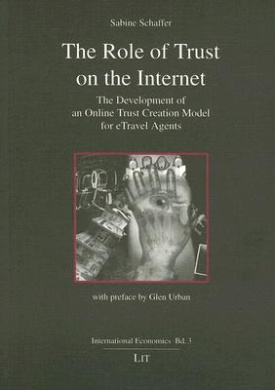 Sabine Schaffer
The Role of Trust
on the Internet
The Development of
an Online Trust Creation Model
for eTravel Agents
with preface by Glen Urban
International Economics Bd. 3
LIT